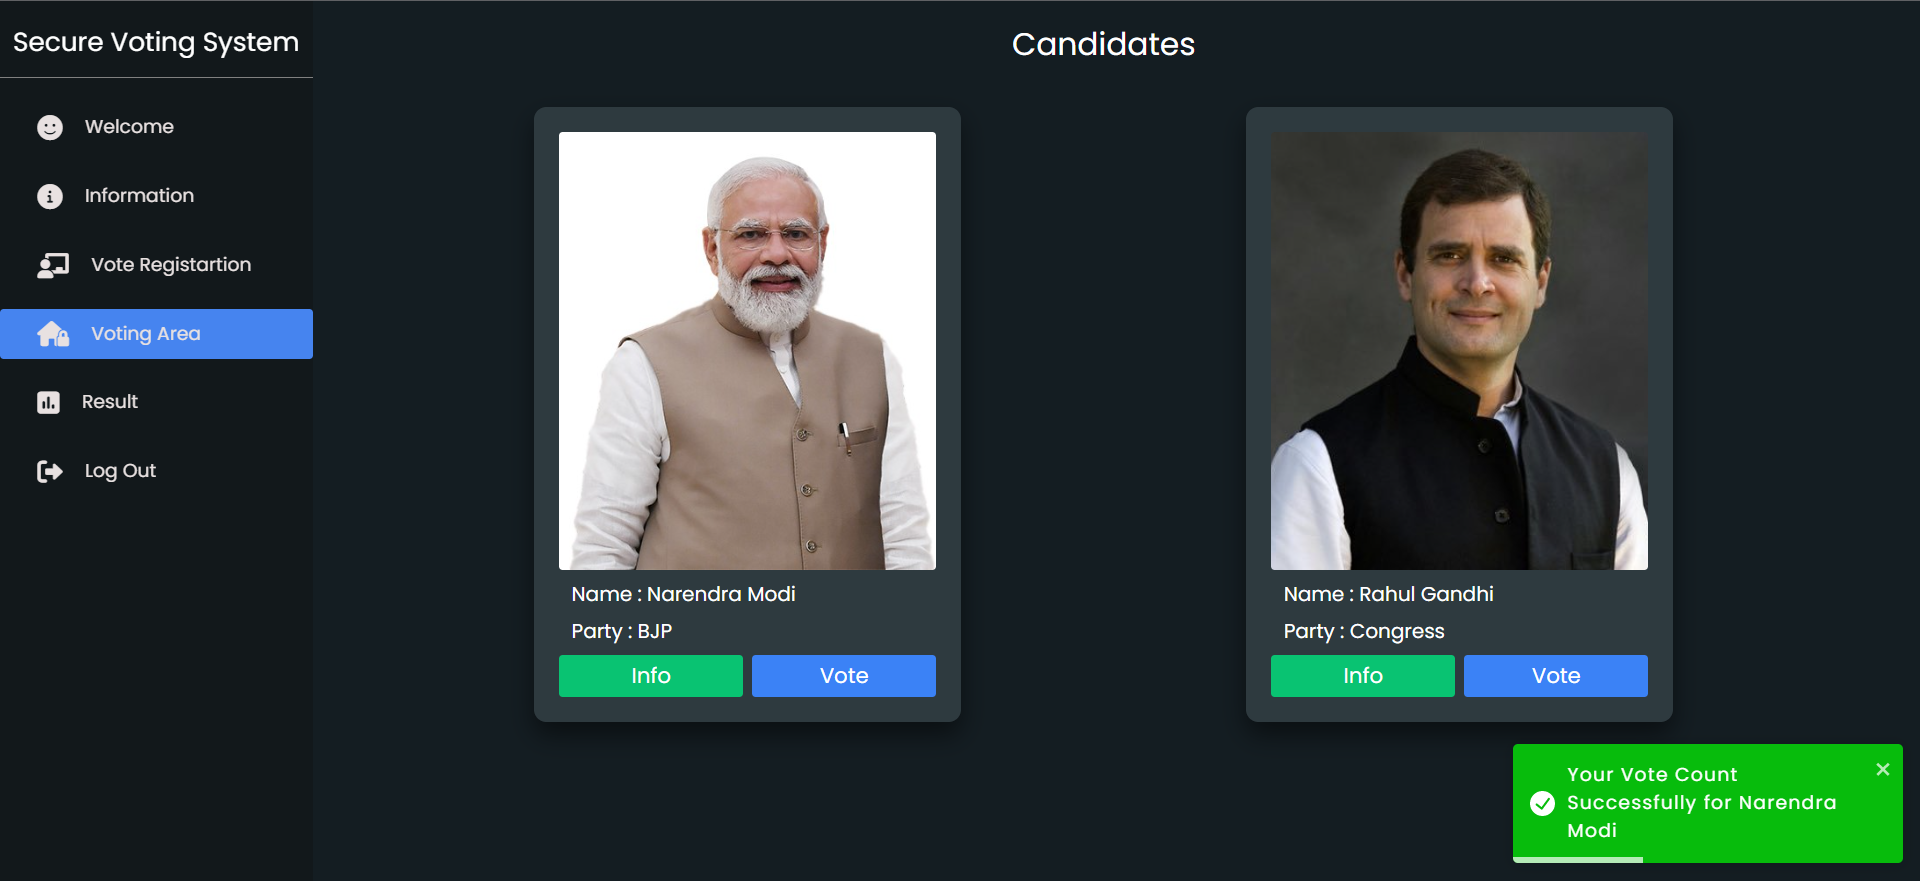 Secure Voting System
Welcome
Information
Vote Registartion
Voting Area
Result
Log Out
Candidates
Name : Narendra Modi
Party : BJP
Info
Vote
Name : Rahul Gandhi
Party : Congress
Info
Vote
Your Vote Count
Successfully for Narendra
Modi